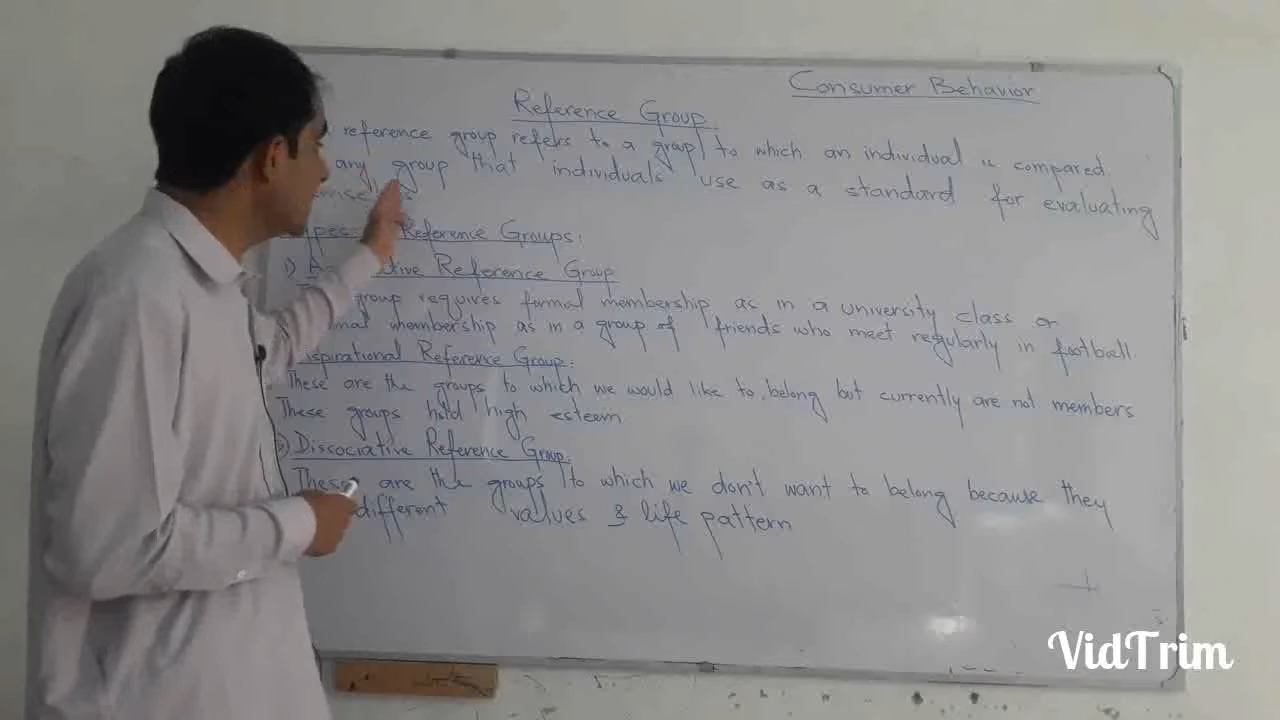 Consumer Behavior
Reference Group
reference group refers to a group to which an individual is compared.
any group that individuals use as a standard for evaluating
Reference Groups:
1) Reference Group
group requires formal membership as in a university class or
membership as in a group of friends who meet regularly in football.
Aspirational Reference Group:
These are the groups to which we would like to belong but currently are not members
These groups hold high esteem
Dissociative Reference Group.
These are the groups to which we don't want to belong because they
different values & life pattern
VidTrim